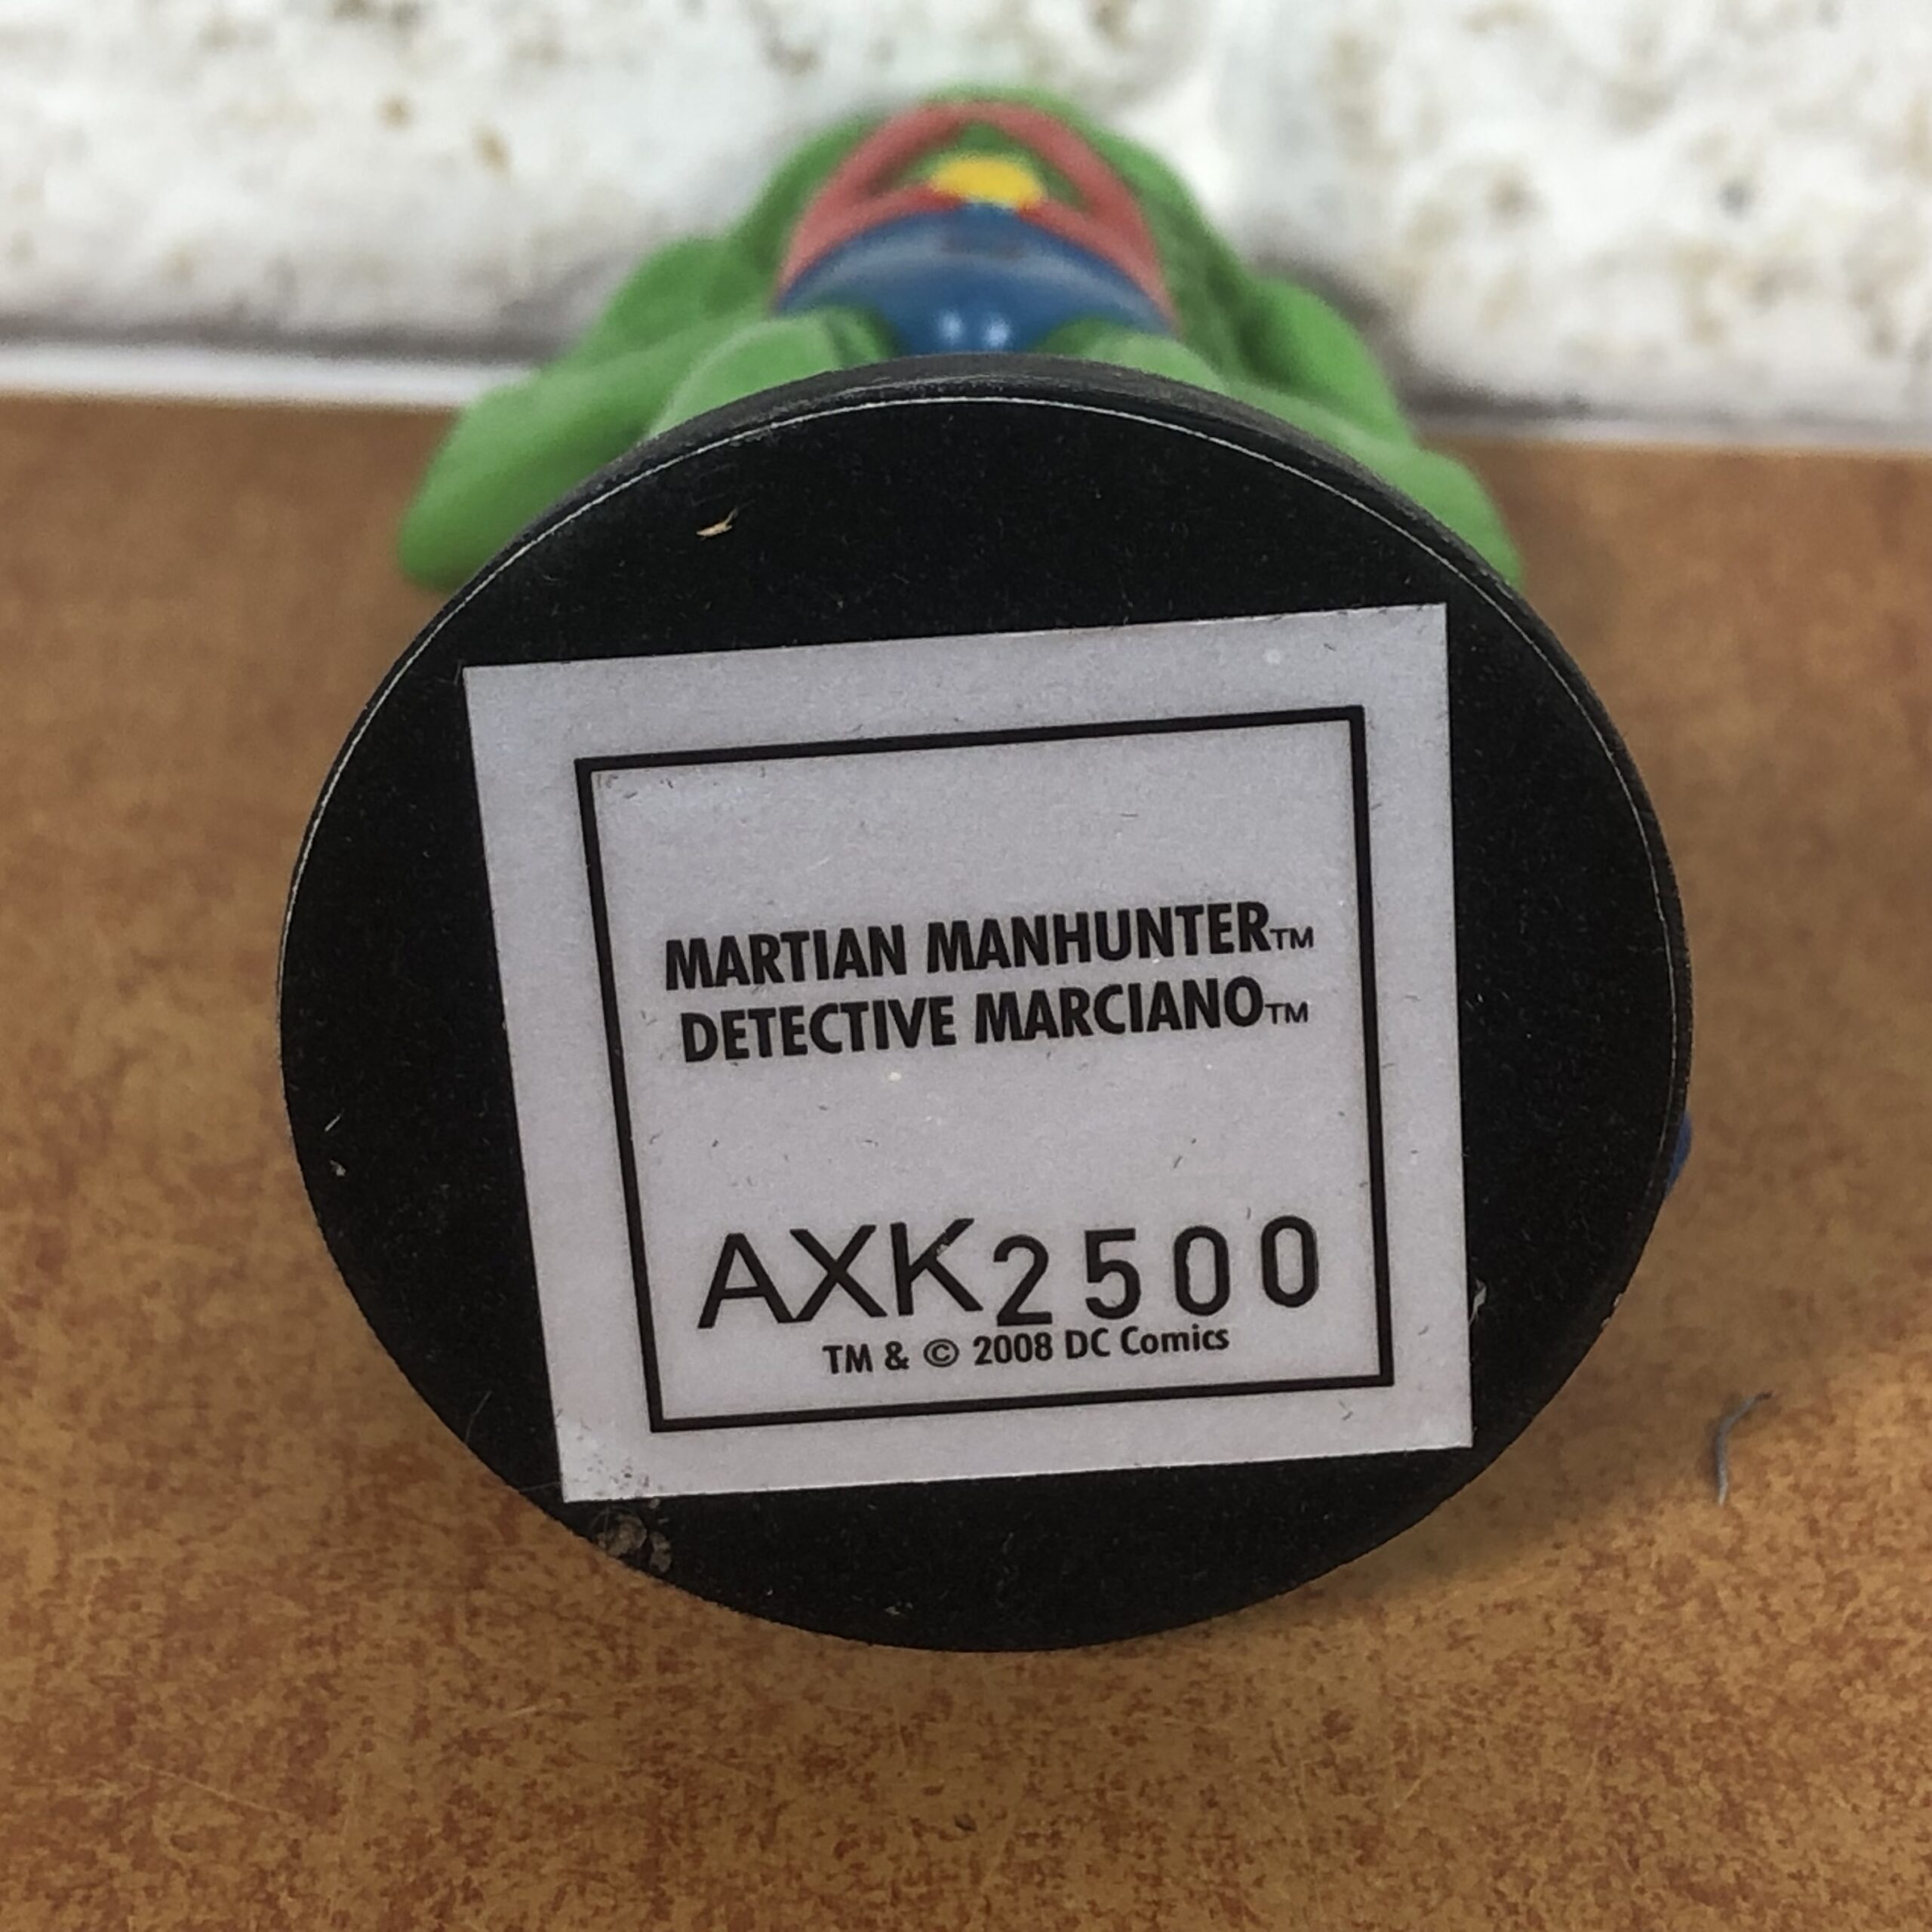 MARTIAN MANHUNTER™
DETECTIVE MARCIANO™
AXK2500
TM & © 2008 DC Comics